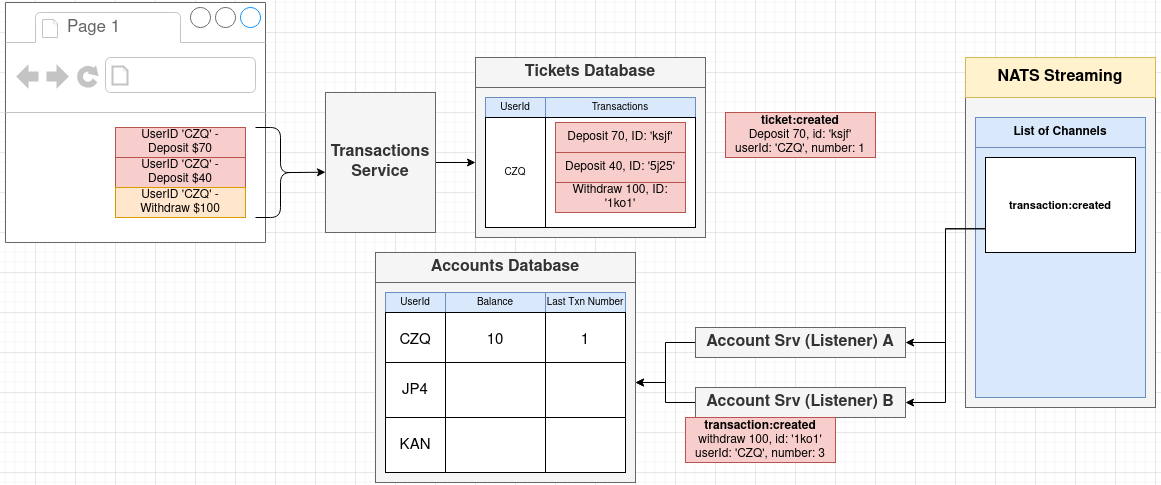 Page 1
UserID 'CZQ' -
Deposit $70
UserID 'CZQ' -
Deposit $40
UserID 'CZQ' -
Withdraw $100
Transactions
Service
Tickets Database
UserId
Transactions
CZQ
Deposit 70, ID: 'ksjf'
Deposit 40, ID: '5j25'
Withdraw 100, ID:
'1ko1'
ticket:created
Deposit 70, id: 'ksjf'
userId: 'CZQ', number: 1
NATS Streaming
List of Channels
transaction:created
Accounts Database
UserId
Balance
Last Txn Number
CZQ
10
1
JP4
KAN
Account Srv (Listener) A
Account Srv (Listener) B
transaction:created
withdraw 100, id: '1ko1'
userId: 'CZQ', number: 3